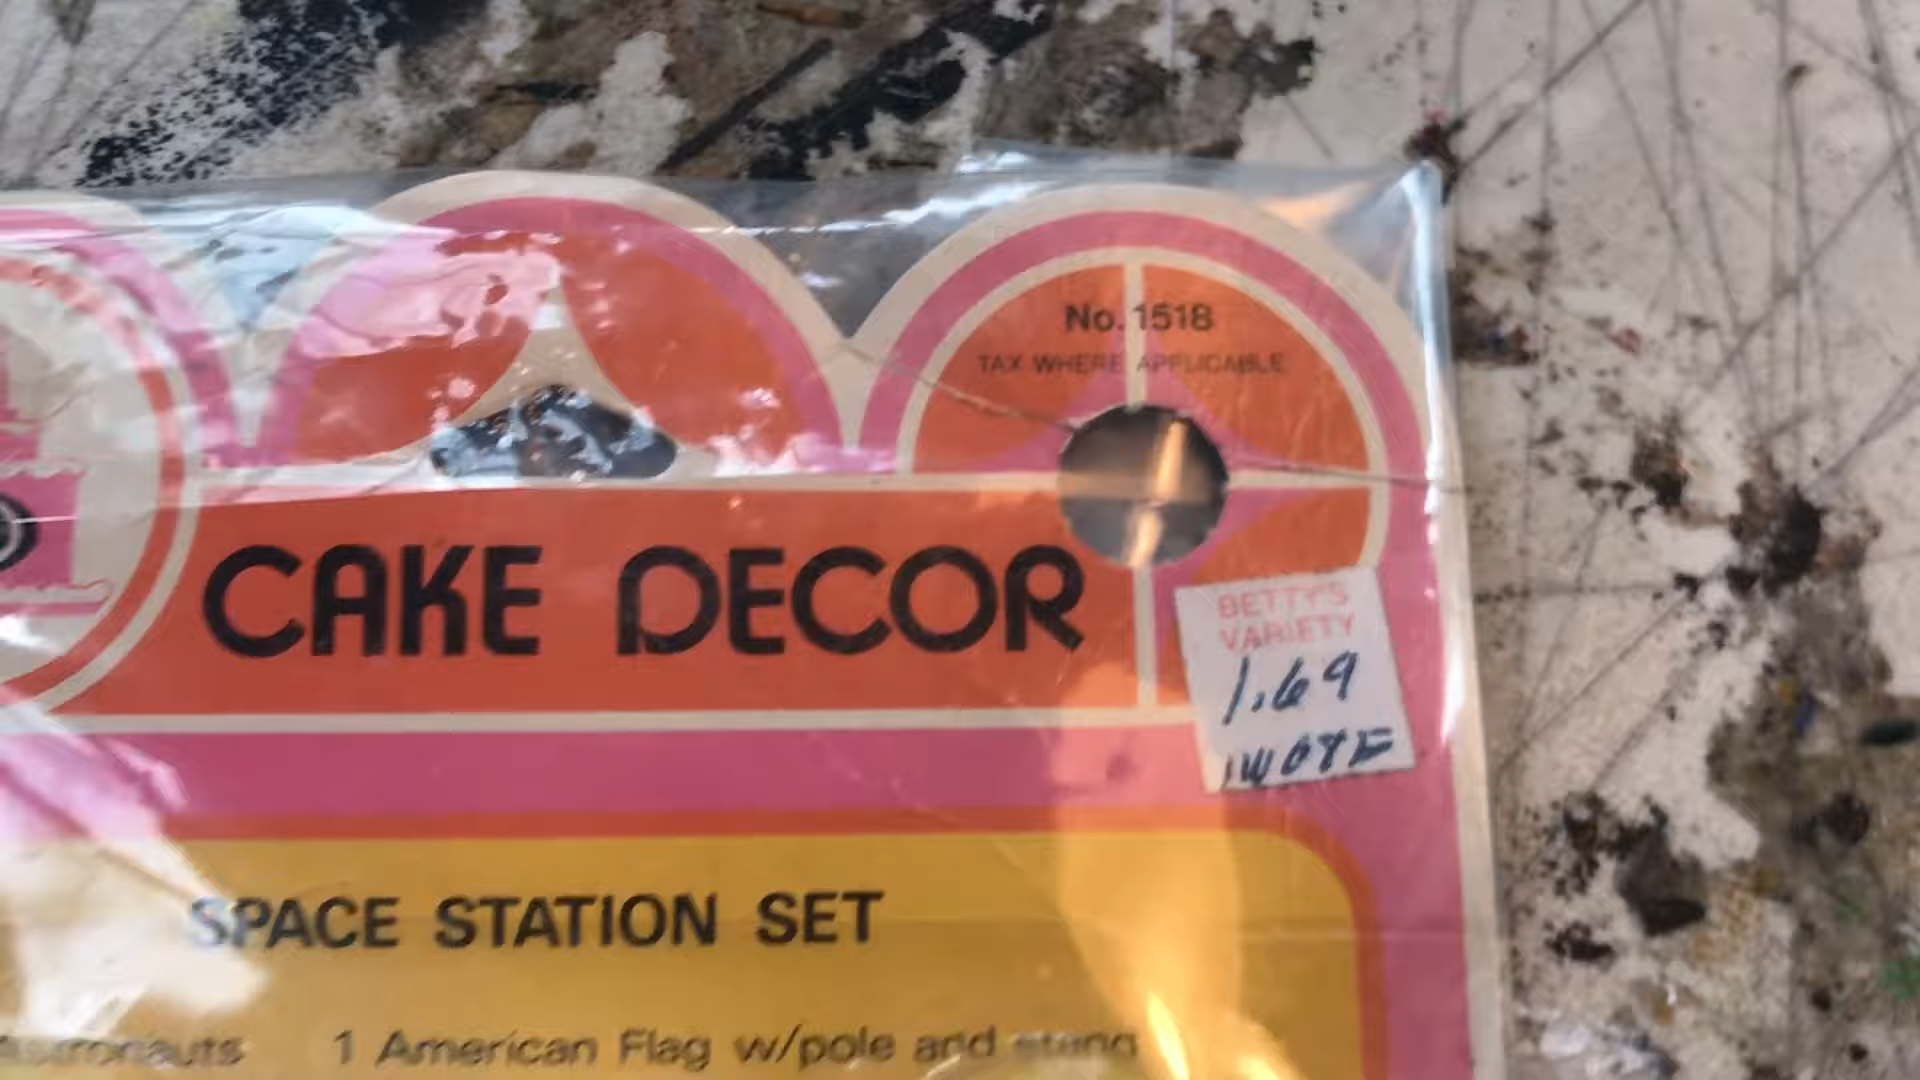 No. 1518
TAX WHERE APPLICABLE
CAKE DECOR
BETTY'S
VARIETY
1.69
SPACE STATION SET
Astronauts 1 American Flag w/pole and